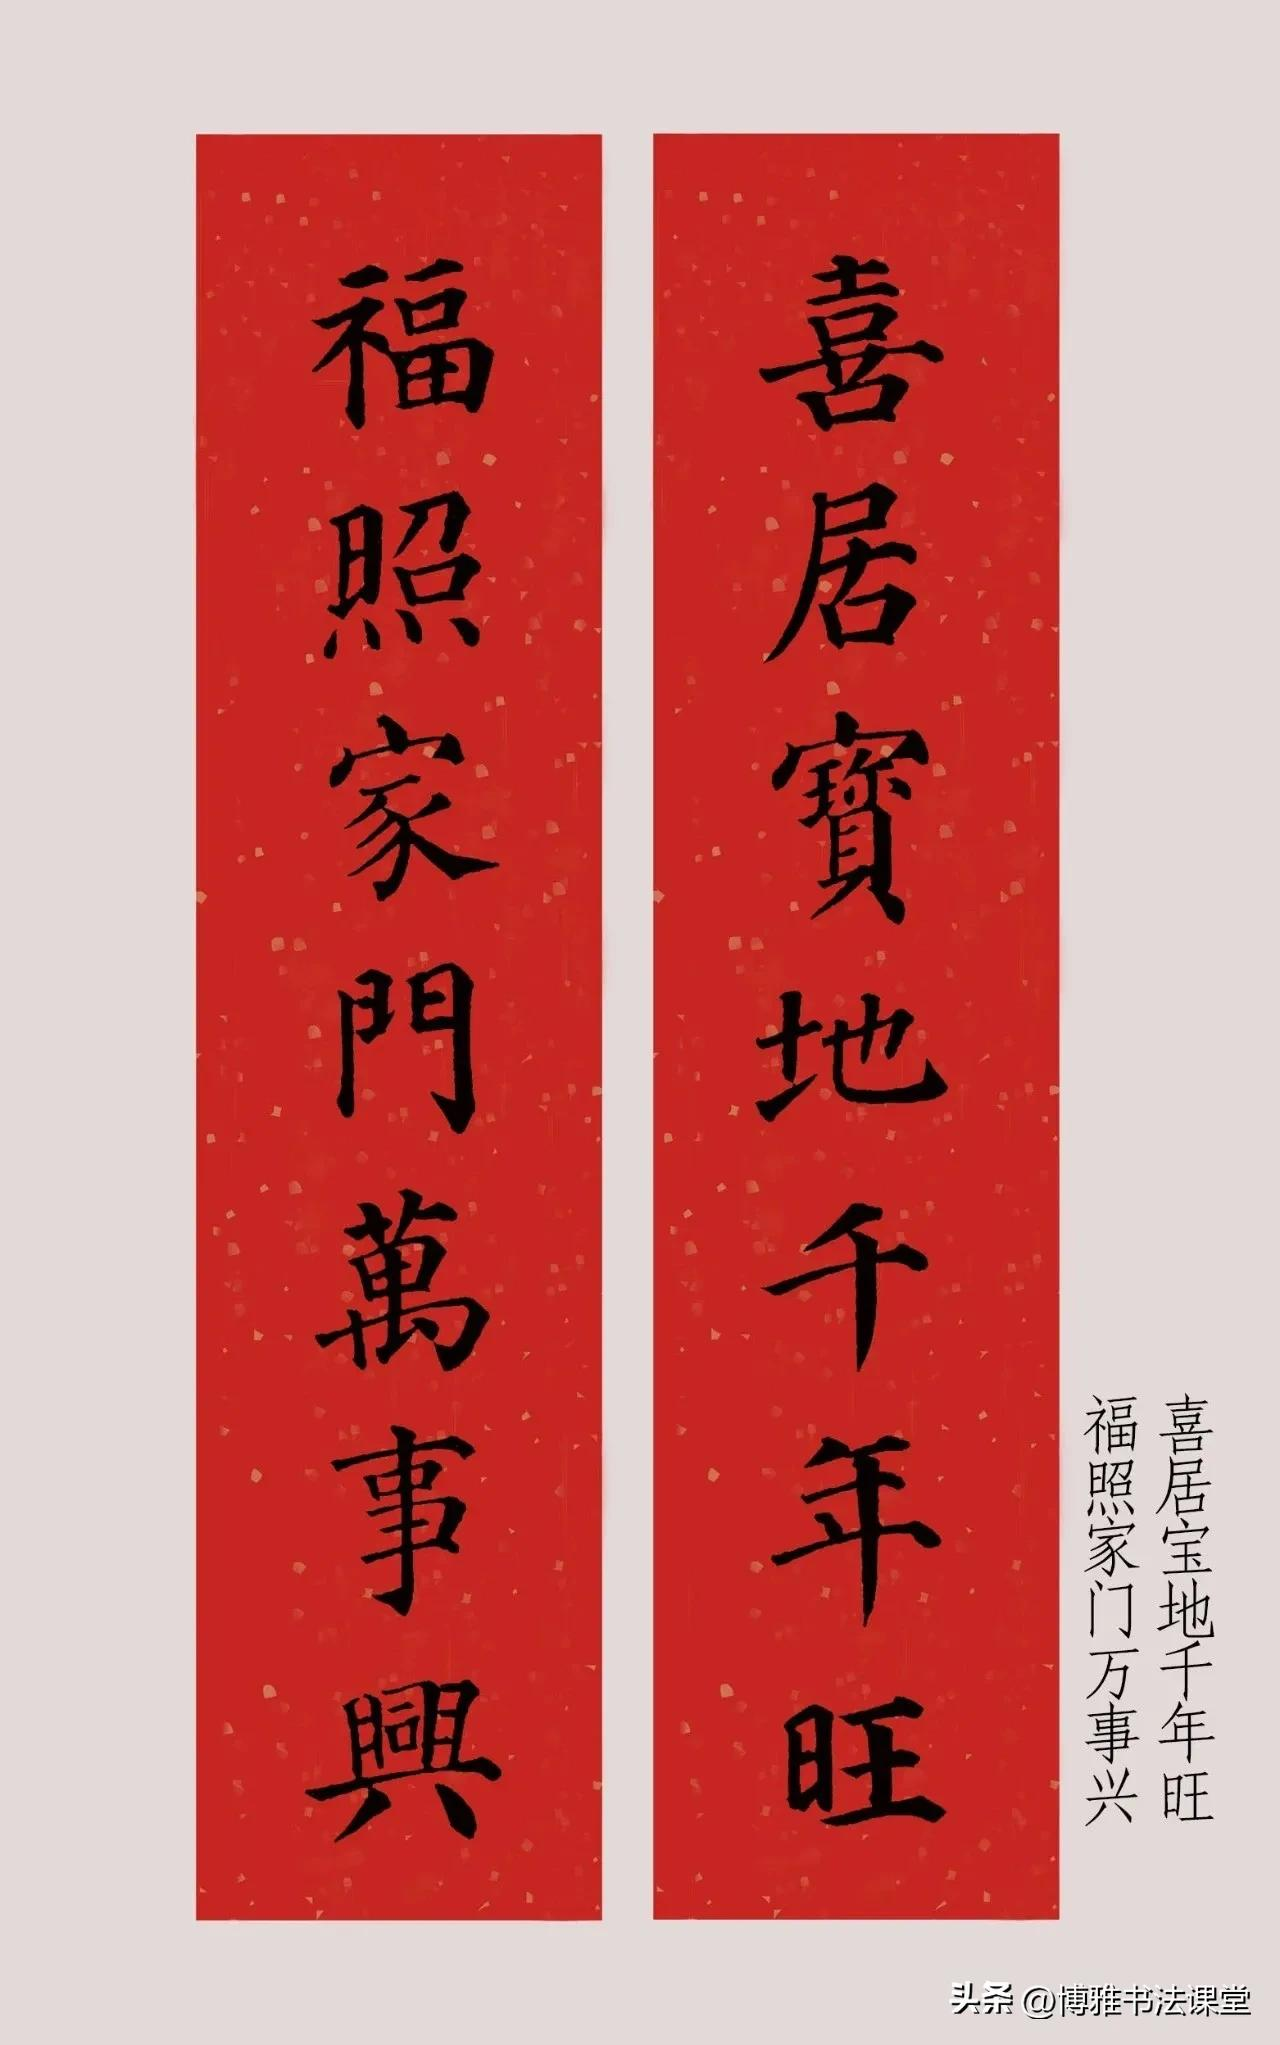 喜居寶地千年旺
福照家門萬事興
喜居宝地千年旺
福照家门万事兴
头条 @博雅书法课堂